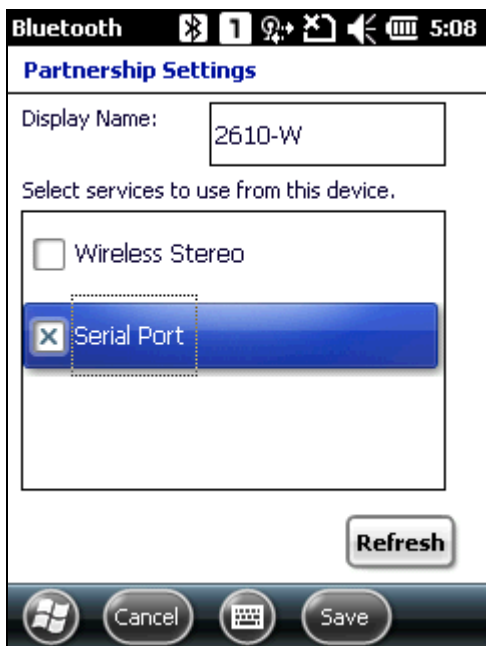 Bluetooth 1 5:08
Partnership Settings
Display Name:
2610-W
Select services to use from this device.
Wireless Stereo
Serial Port
Refresh
Cancel Save